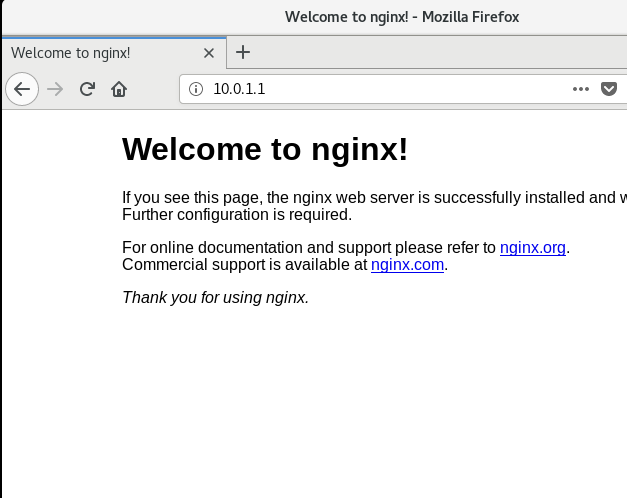 Welcome to nginx! - Mozilla Firefox
Welcome to nginx!
10.0.1.1
Welcome to nginx!
If you see this page, the nginx web server is successfully installed and
Further configuration is required.
For online documentation and support please refer to nginx.org.
Commercial support is available at nginx.com.
Thank you for using nginx.